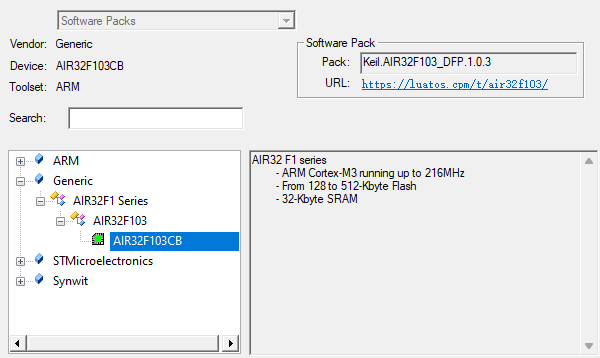 Software Packs
Vendor: Generic
Device: AIR32F103CB
Toolset: ARM
Search:
Software Pack
Pack: Keil.AIR32F103_DFP.1.0.3
URL: https://luatos.cpm/t/air32f103/
ARM
Generic
AIR32F1 Series
AIR32F103
AIR32F103CB
STMicroelectronics
Synwit
AIR32 F1 series
- ARM Cortex-M3 running up to 216MHz
- From 128 to 512-Kbyte Flash
- 32-Kbyte SRAM